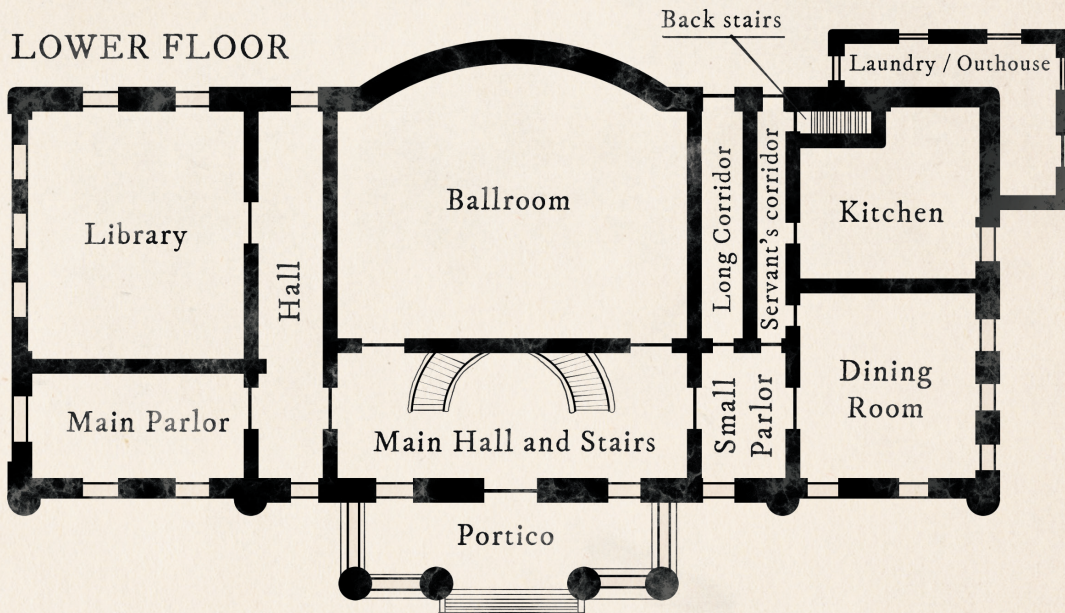 Back stairs
LOWER FLOOR
Laundry / Outhouse
Library
Hall
Ballroom
Long Corridor
Servant's corridor
Kitchen
Main Parlor
Main Hall and Stairs
Small
Parlor
Dining
Room
Portico